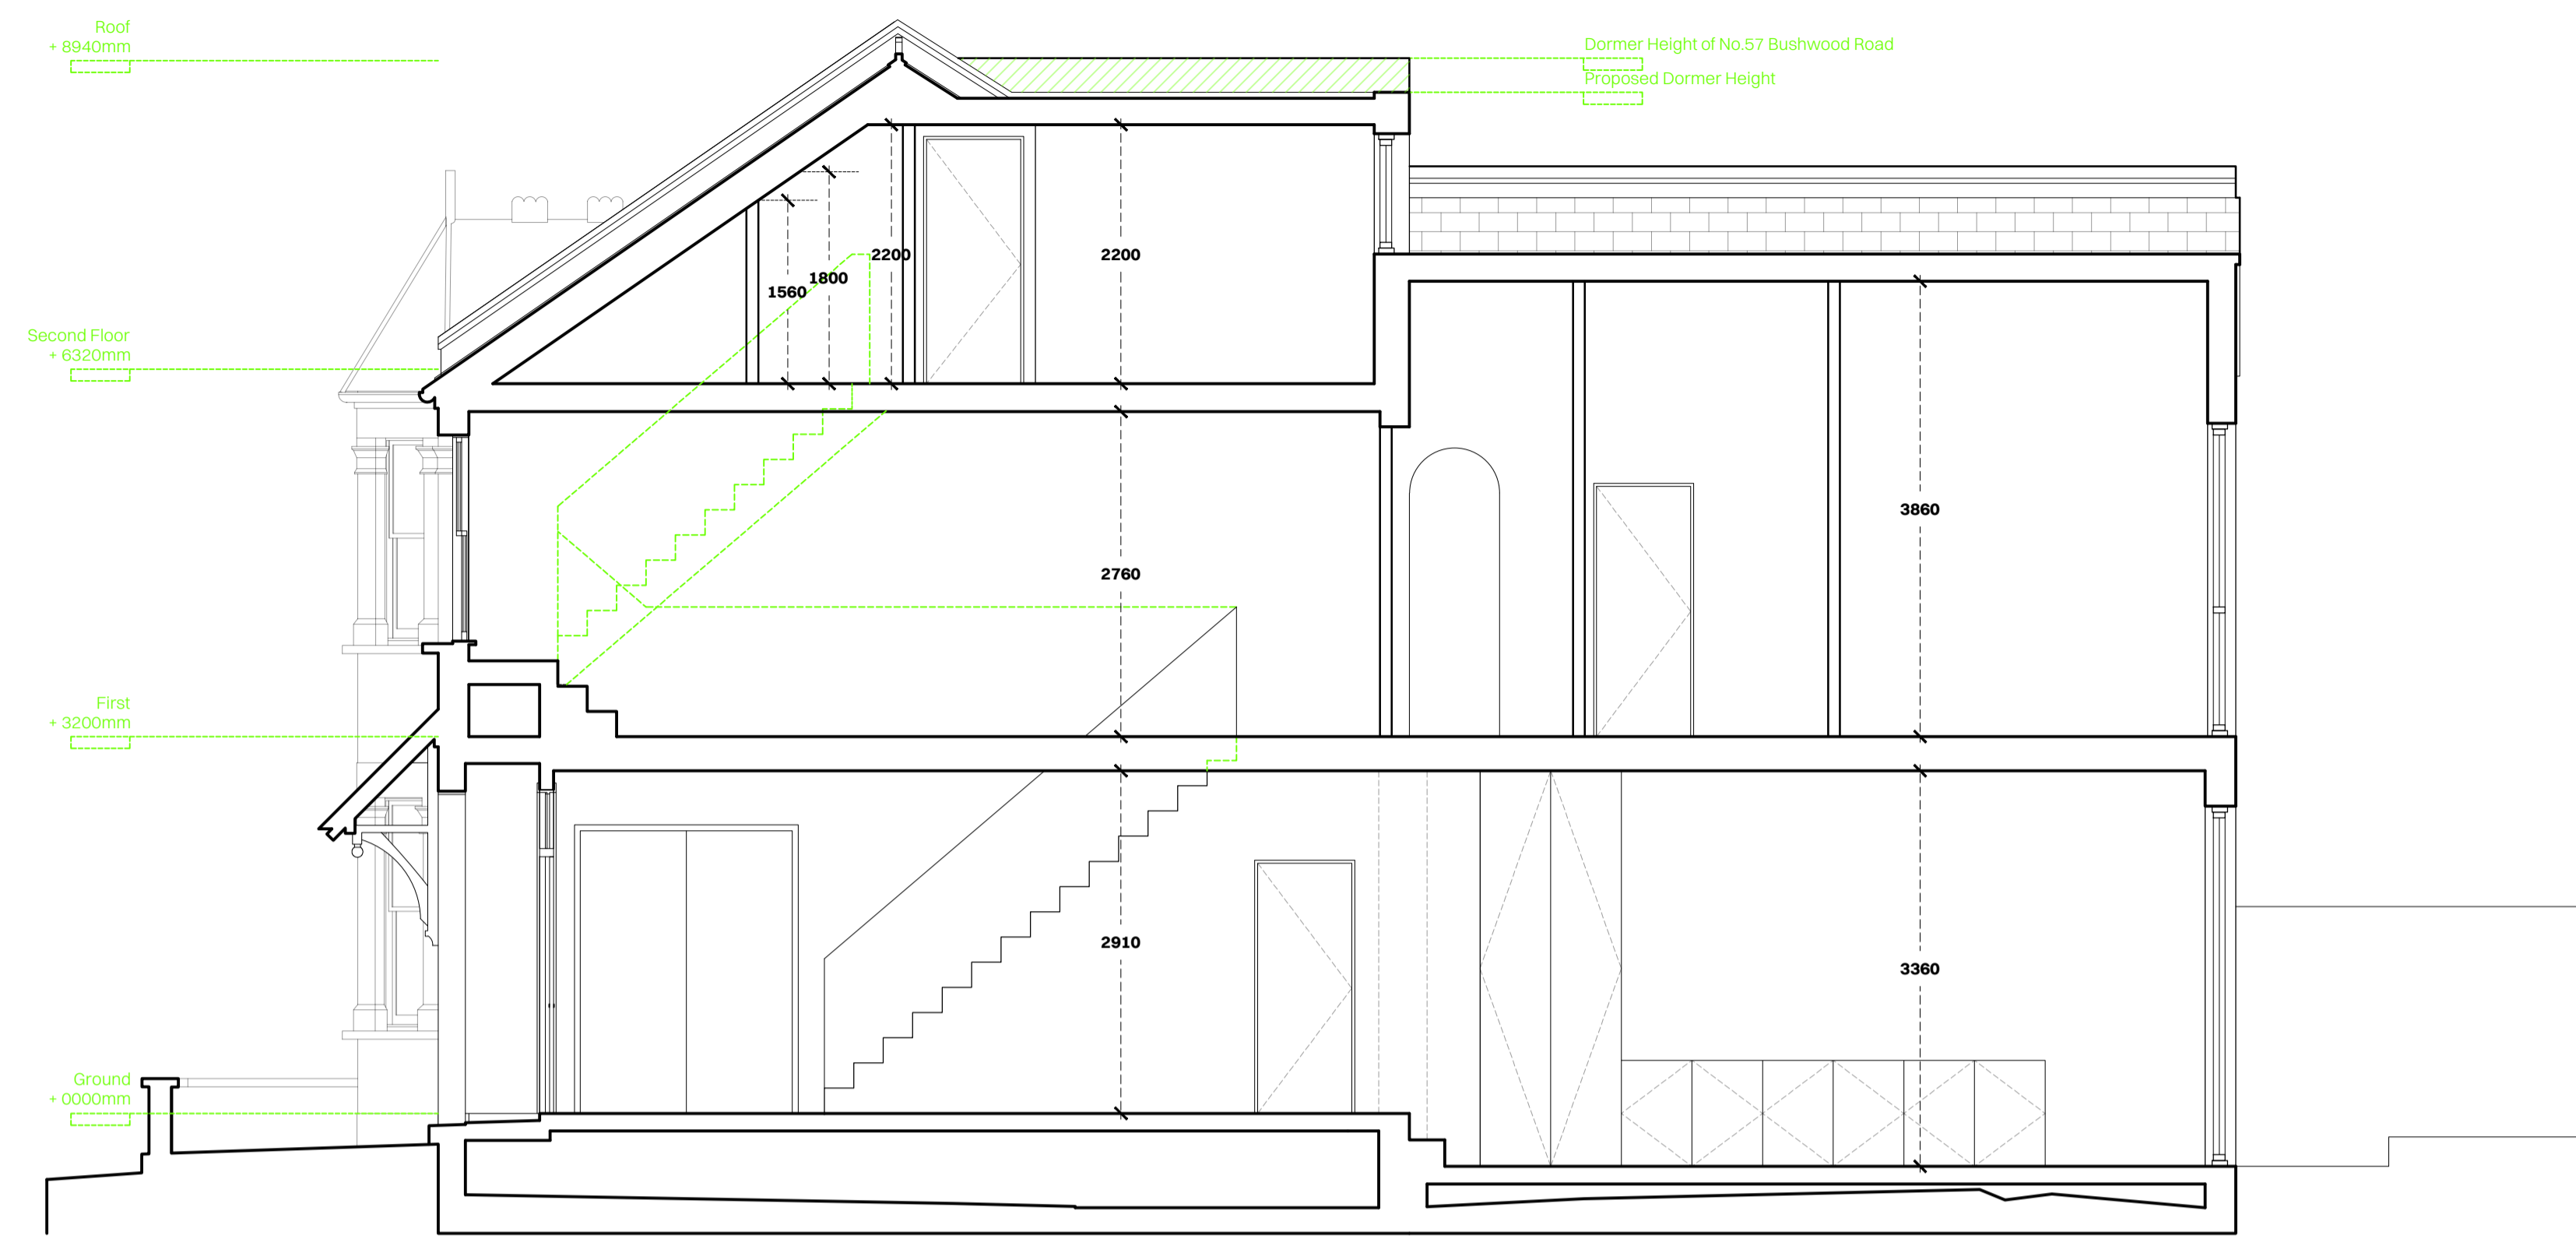 Roof
+ 8940mm
Dormer Height of No.57 Bushwood Road
Proposed Dormer Height
2200
2200
1800
1560
Second Floor
+ 6320mm
3860
2760
First
+ 3200mm
2910
3360
Ground
+ 0000mm